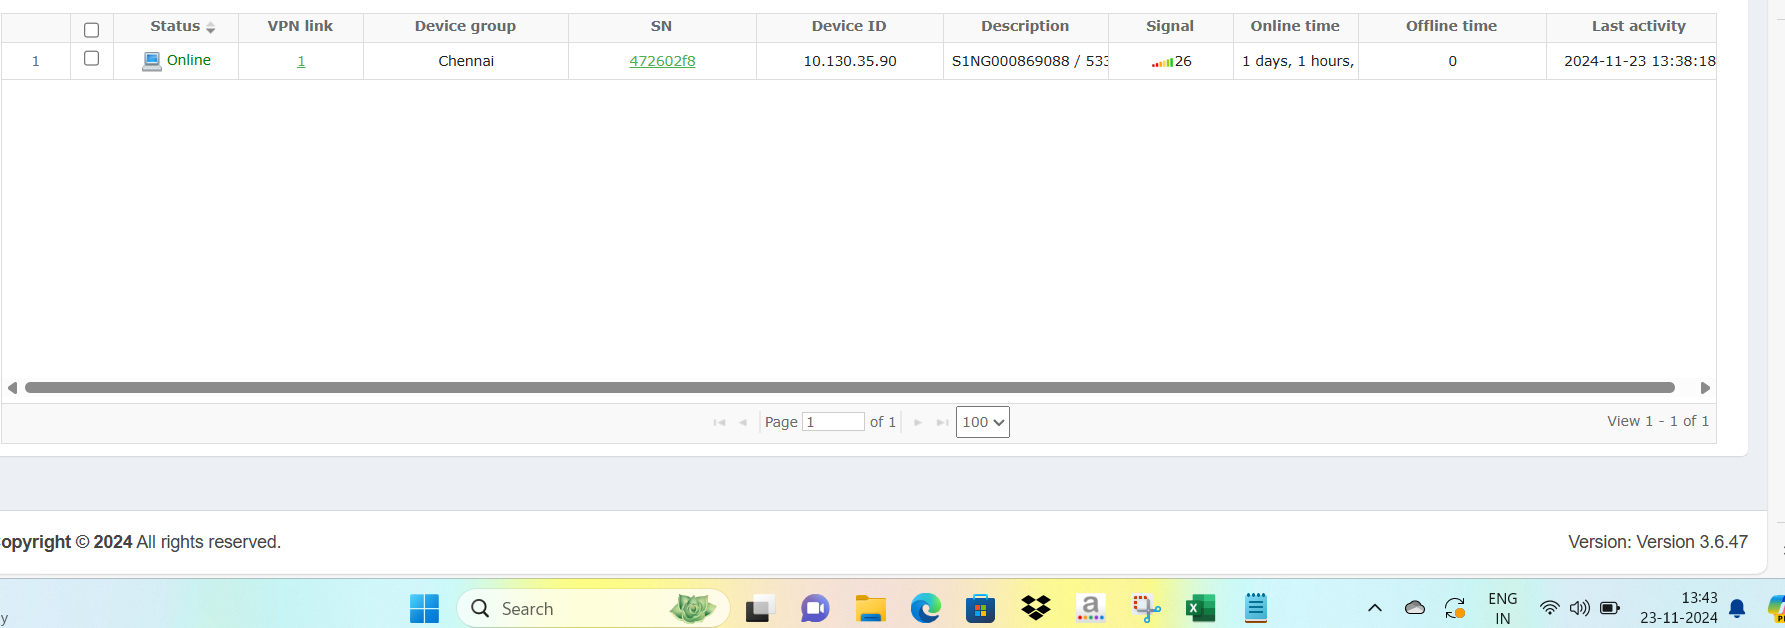 Status VPN link Device group SN Device ID Description Signal Online time Offline time Last activity
1 Online 1 Chennai 472602f8 10.130.35.90 S1NG000869088 / 533 26 1 days, 1 hours, 0 2024-11-23 13:38:18
Page 1 of 1 100 View 1 - 1 of 1
opyright © 2024 All rights reserved. Version: Version 3.6.47
y Search a ENG 13:43
IN 23-11-2024